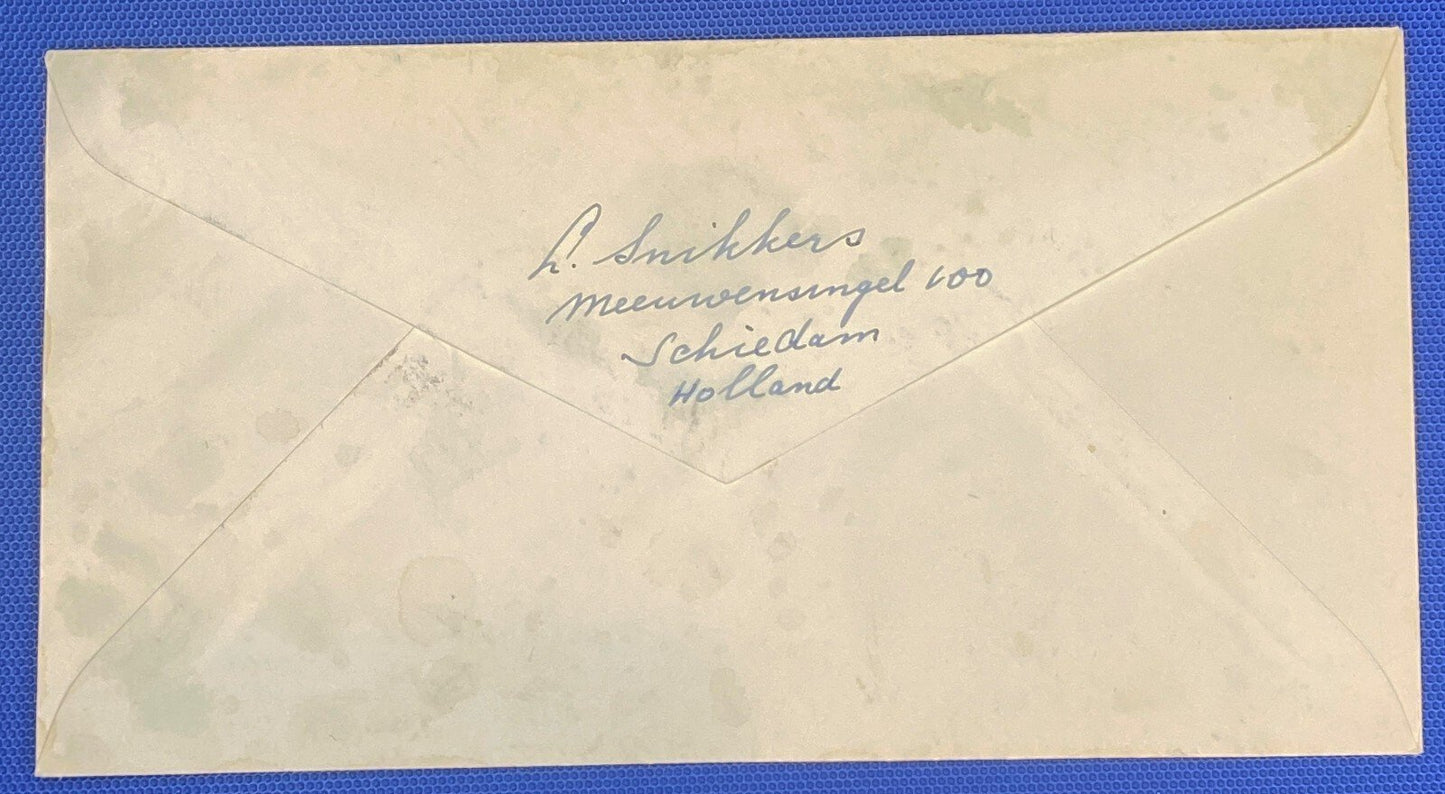 L. Snikkers
Meeuwensingel 100
Schiedam
Holland